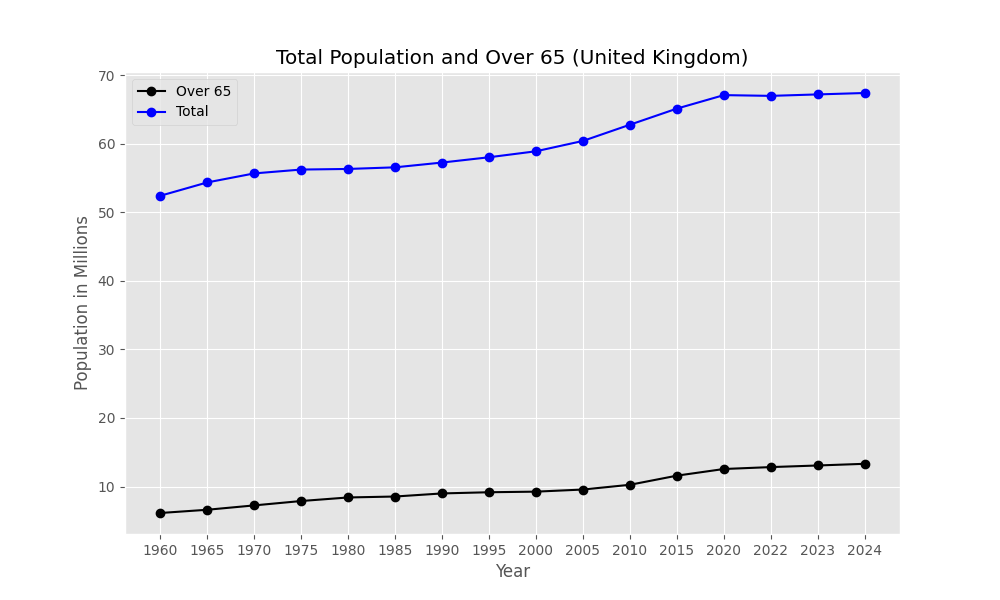 Total Population and Over 65 (United Kingdom)
Over 65
Total
70
60
50
40
30
20
10
Population in Millions
1960 1965 1970 1975 1980 1985 1990 1995 2000 2005 2010 2015 2020 2022 2023 2024
Year